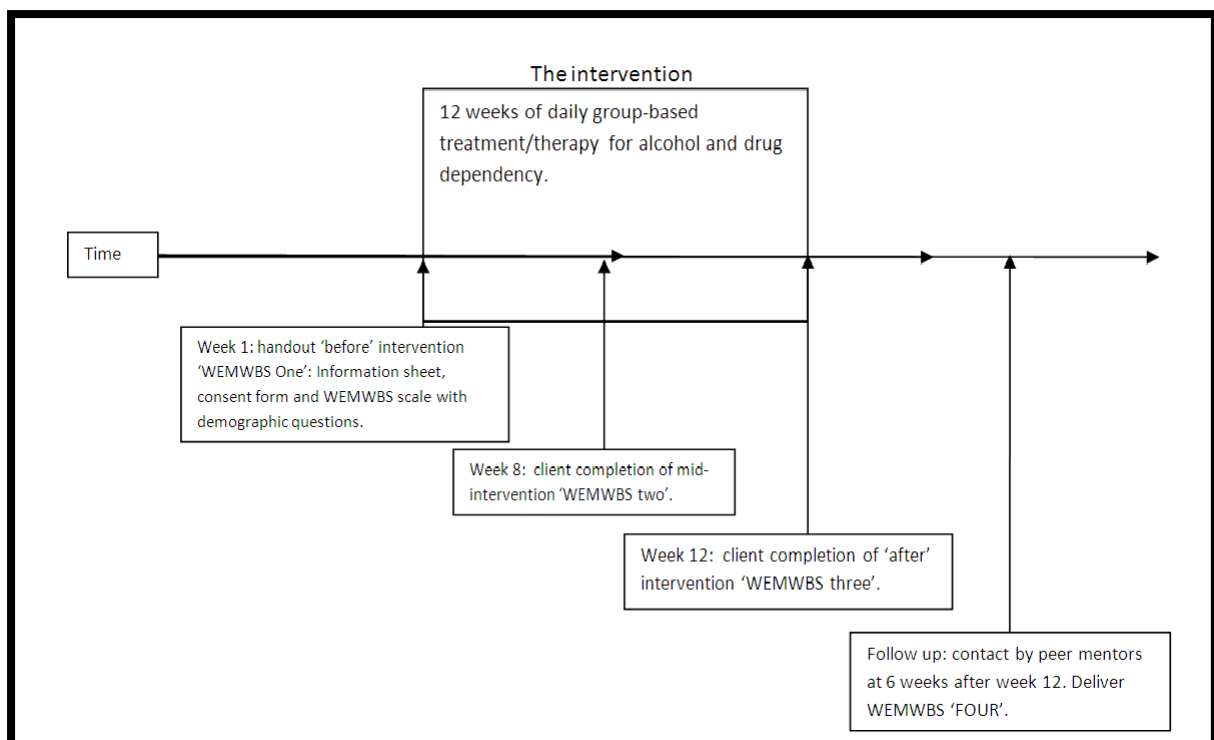 The intervention
12 weeks of daily group-based
treatment/therapy for alcohol and drug
dependency.
Time
Week 1: handout ‘before’ intervention
‘WEMWBS One’: Information sheet,
consent form and WEMWBS scale with
demographic questions.
Week 8: client completion of mid-
intervention ‘WEMWBS two’.
Week 12: client completion of ‘after’
intervention ‘WEMWBS three’.
Follow up: contact by peer mentors
at 6 weeks after week 12. Deliver
WEMWBS ‘FOUR’.